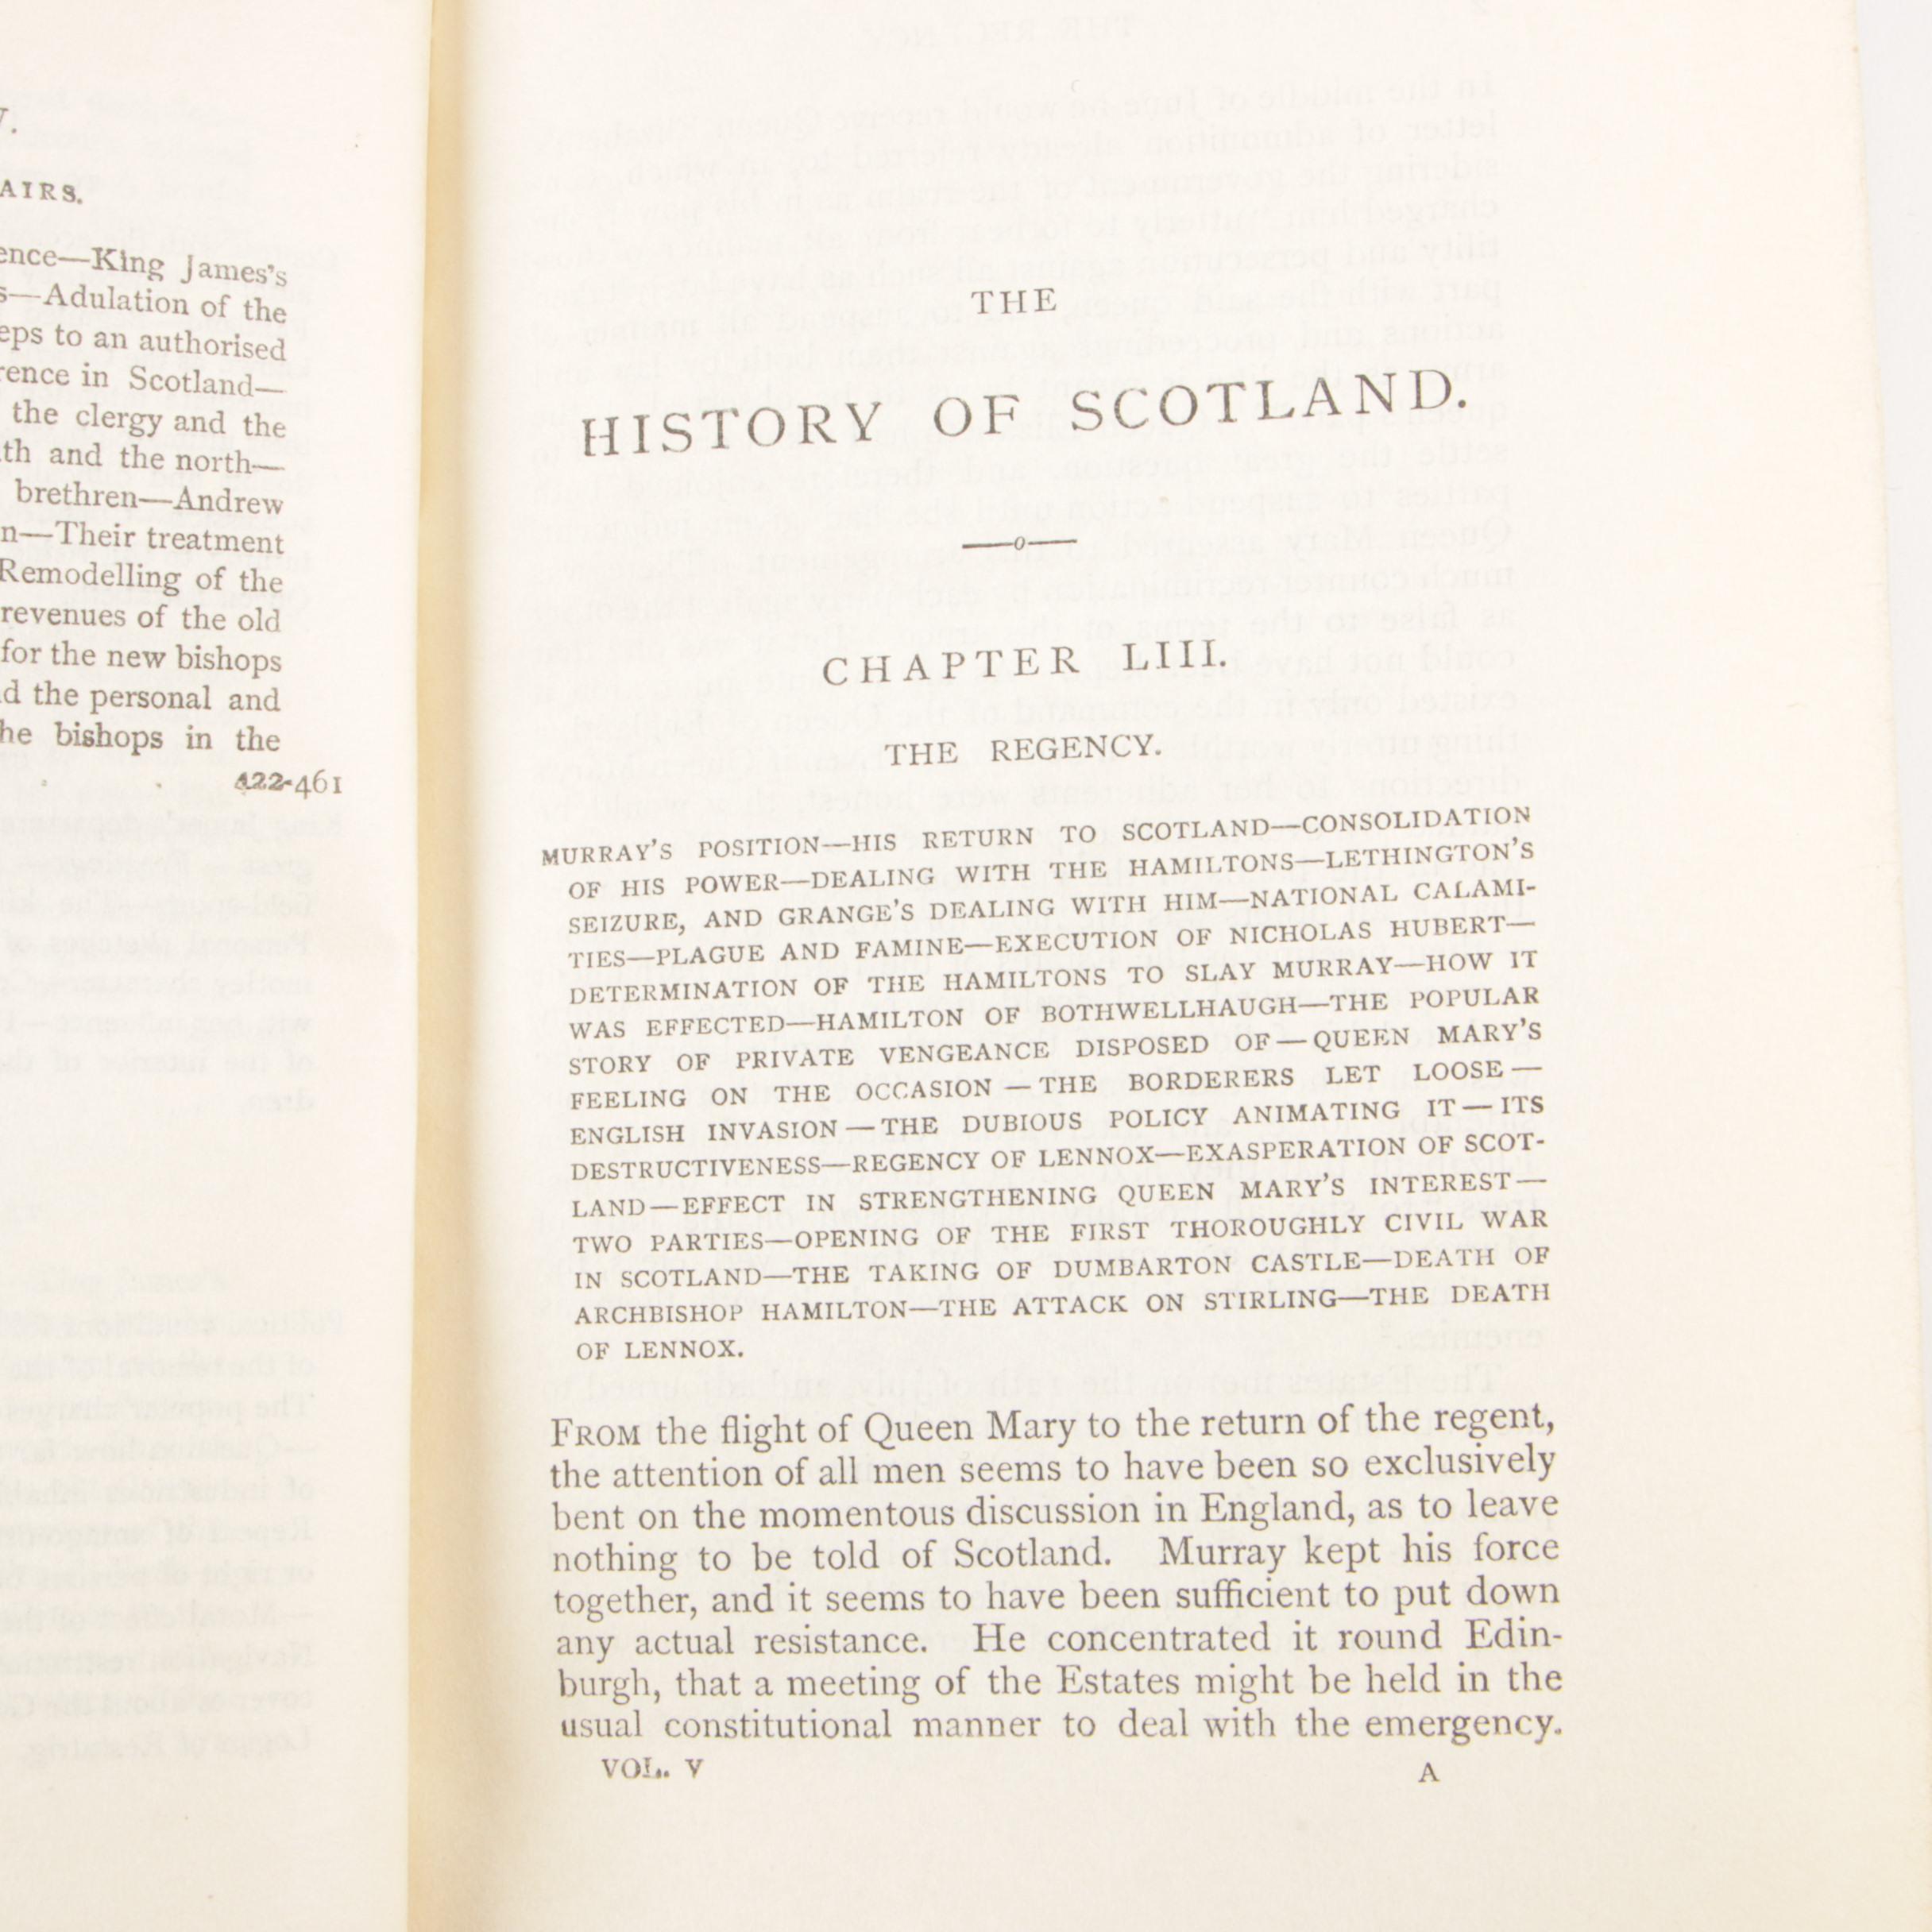 AIRS.
King James's
Adulation of the
to an authorised
in Scotland—
the clergy and the
and the north—
brethren—Andrew
Their treatment
Remodelling of the
revenues of the old
for the new bishops
the personal and
bishops in the
422-461
THE
HISTORY OF SCOTLAND.
—o—
CHAPTER LIII.
THE REGENCY.
MURRAY'S POSITION—HIS RETURN TO SCOTLAND—CONSOLIDATION
OF HIS POWER—DEALING WITH THE HAMILTONS—LETHINGTON'S
SEIZURE, AND GRANGE'S DEALING WITH HIM—NATIONAL CALAMI-
TIES—PLAGUE AND FAMINE—EXECUTION OF NICHOLAS HUBERT—
DETERMINATION OF THE HAMILTONS TO SLAY MURRAY—HOW IT
WAS EFFECTED—HAMILTON OF BOTHWELLHAUGH—THE POPULAR
STORY OF PRIVATE VENGEANCE DISPOSED OF—QUEEN MARY'S
FEELING ON THE OCCASION—THE BORDERERS LET LOOSE—
ENGLISH INVASION—THE DUBIOUS POLICY ANIMATING IT—ITS
DESTRUCTIVENESS—REGENCY OF LENNOX—EXASPERATION OF SCOT-
LAND—EFFECT IN STRENGTHENING QUEEN MARY'S INTEREST—
TWO PARTIES—OPENING OF THE FIRST THOROUGHLY CIVIL WAR
IN SCOTLAND—THE TAKING OF DUMBARTON CASTLE—DEATH OF
ARCHBISHOP HAMILTON—THE ATTACK ON STIRLING—THE DEATH
OF LENNOX.
FROM the flight of Queen Mary to the return of the regent,
the attention of all men seems to have been so exclusively
bent on the momentous discussion in England, as to leave
nothing to be told of Scotland. Murray kept his force
together, and it seems to have been sufficient to put down
any actual resistance. He concentrated it round Edin-
burgh, that a meeting of the Estates might be held in the
usual constitutional manner to deal with the emergency.
VOL. V A